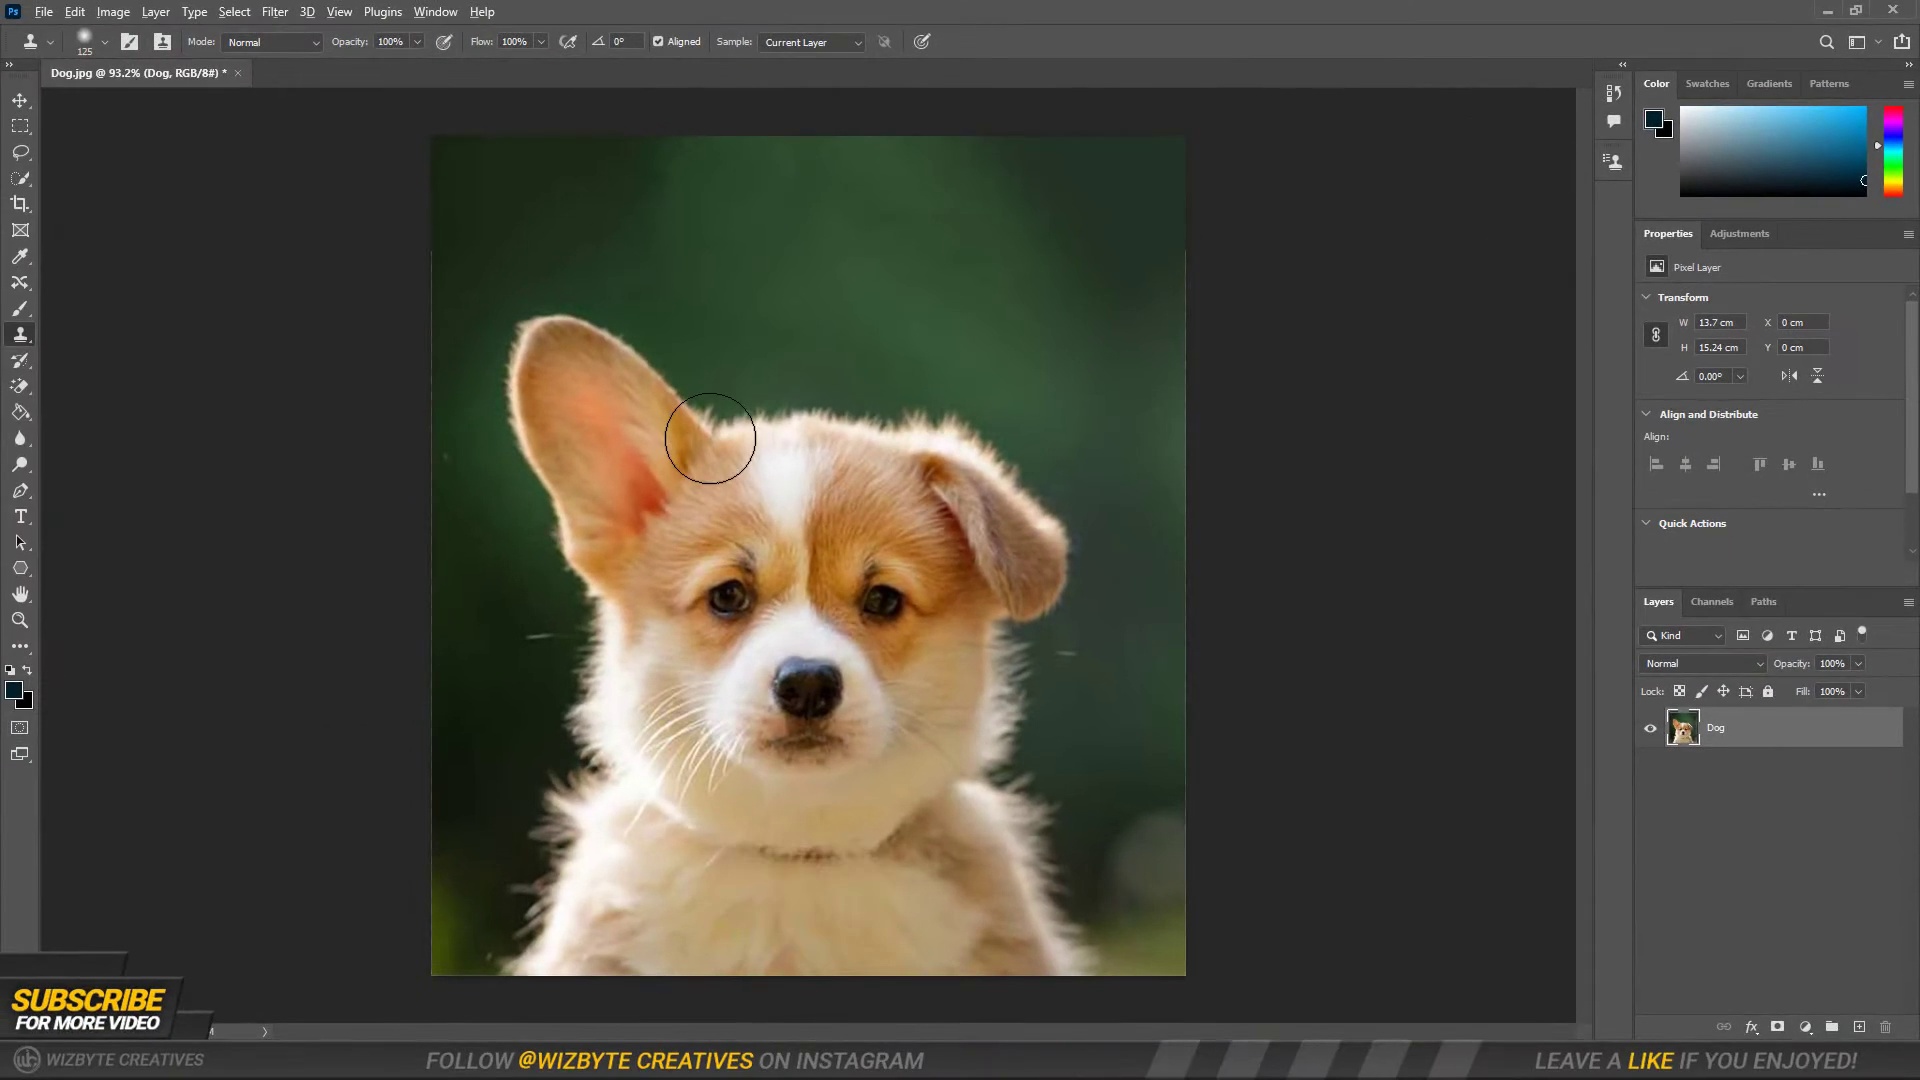 Ps File Edit Image Layer Type Select Filter 3D View Plugins Window Help
125 Mode: Normal Opacity: 100% Flow: 100% 0° Aligned Sample: Current Layer
Dog.jpg @ 93.2% (Dog, RGB/8#) *
Color Swatches Gradients Patterns
Properties Adjustments
Pixel Layer
Transform
W 13.7 cm X 0 cm
H 15.24 cm Y 0 cm
0.00°
Align and Distribute
Align:
Quick Actions
Layers Channels Paths
Kind
Normal Opacity: 100%
Lock: Fill: 100%
Dog
fx
SUBSCRIBE
FOR MORE VIDEO
WIZBYTE CREATIVES
FOLLOW @WIZBYTE CREATIVES ON INSTAGRAM
LEAVE A LIKE IF YOU ENJOYED!